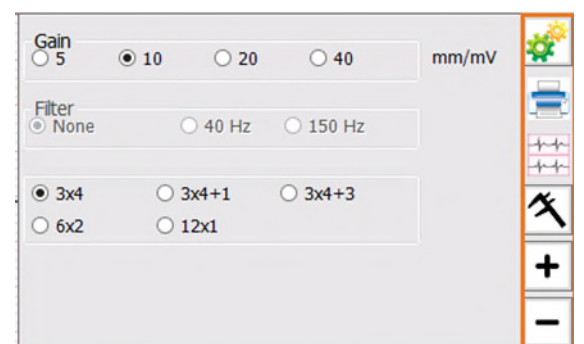 Gain
5 10 20 40 mm/mV
Filter
None 40 Hz 150 Hz
3x4 3x4+1 3x4+3
6x2 12x1
+
−